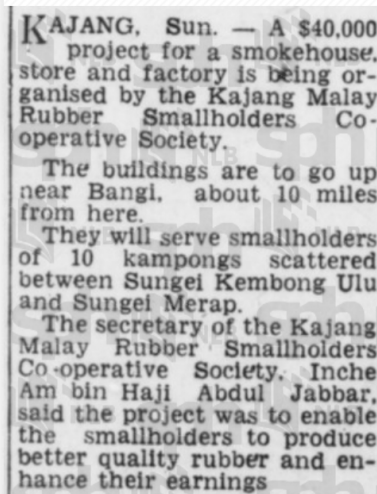 KAJANG, Sun. — A $40,000
project for a smokehouse,
store and factory is being or-
ganised by the Kajang Malay
Rubber Smallholders Co-
operative Society.
The buildings are to go up
near Bangi, about 10 miles
from here.
They will serve smallholders
of 10 kampongs scattered
between Sungei Kembong Ulu
and Sungei Merap.
The secretary of the Kajang
Malay Rubber Smallholders
Co-operative Society, Inche
Am bin Haji Abdul Jabbar,
said the project was to enable
the smallholders to produce
better quality rubber and en-
hance their earnings